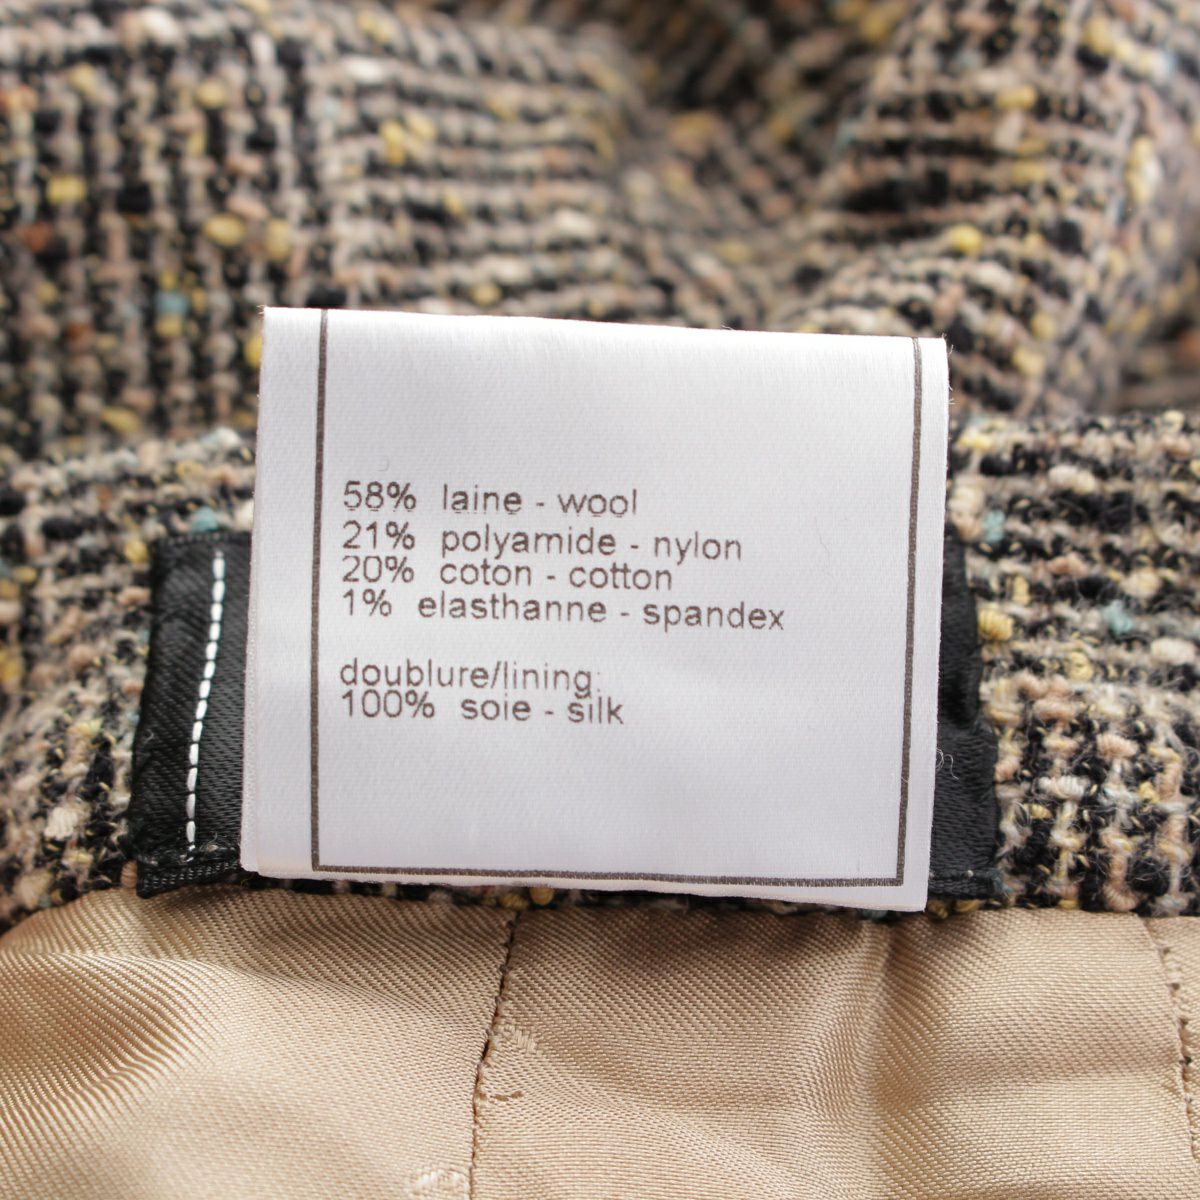 58% laine - wool
21% polyamide - nylon
20% coton - cotton
1% elasthanne - spandex
doublure/lining:
100% soie - silk